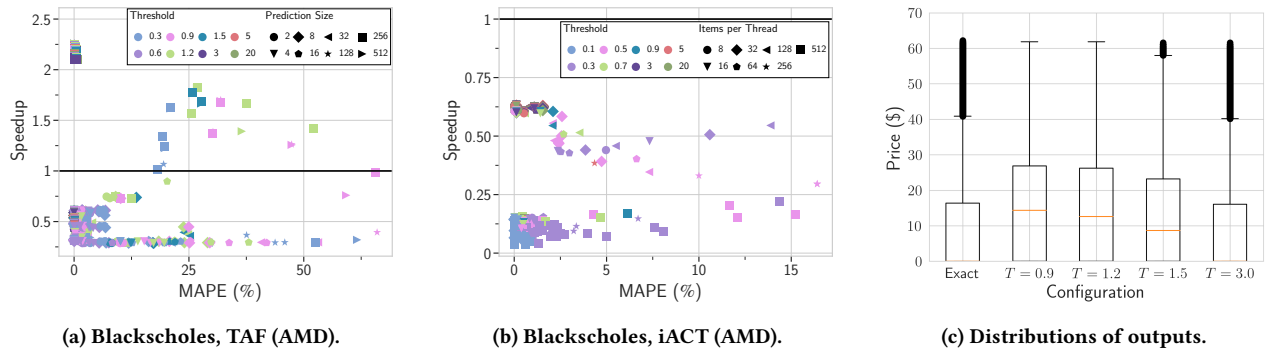 Threshold
0.3 0.9 1.5 5
0.6 1.2 3 20
Prediction Size
2 8 32 256
4 16 128 512
Speedup
2.5
2
1.5
1
0.5
0 25 50
MAPE (%)
(a) Blackscholes, TAF (AMD).
Threshold
0.1 0.5 0.9 5
0.3 0.7 3 20
Items per Thread
8 32 128 512
16 64 256
Speedup
1
0.75
0.50
0.25
0
0 5 10 15
MAPE (%)
(b) Blackscholes, iACT (AMD).
Price ($)
70
60
50
40
30
20
10
0
Exact T = 0.9 T = 1.2 T = 1.5 T = 3.0
Configuration
(c) Distributions of outputs.